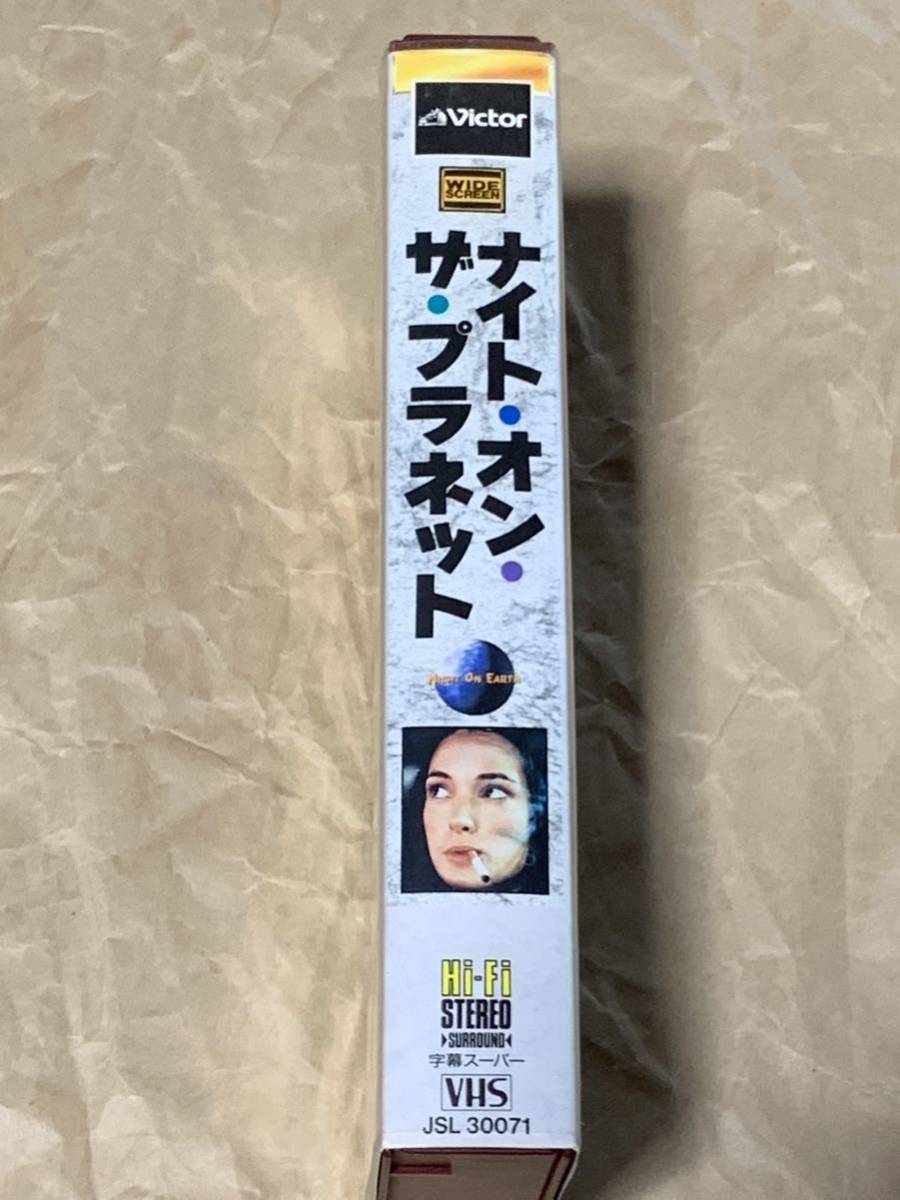 Victor
WIDE
SCREEN
ナイト・オン・
ザ・プラネット
NIGHT ON EARTH
Hi-Fi
STEREO
SURROUND
字幕スーパー
VHS
JSL 30071